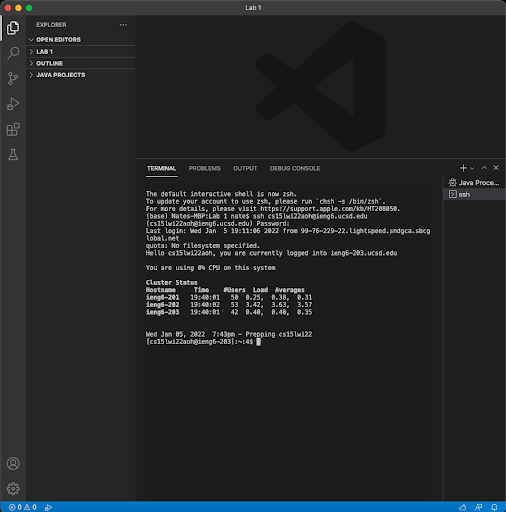 Lab 1
EXPLORER
OPEN EDITORS
LAB 1
OUTLINE
JAVA PROJECTS
TERMINAL PROBLEMS OUTPUT DEBUG CONSOLE
Java Proce...
ssh
The default interactive shell is now zsh.
To update your account to use zsh, please run `chsh -s /bin/zsh`.
For more details, please visit https://support.apple.com/kb/HT208050.
(base) Nates-MBP:Lab 1 nate$ ssh cs15lwi22aoh@ieng6.ucsd.edu
(cs15lwi22aoh@ieng6.ucsd.edu) Password:
Last login: Wed Jan  5 19:11:06 2022 from 99-76-229-22.lightspeed.sndgca.sbcg
lobal.net
quota: No filesystem specified.
Hello cs15lwi22aoh, you are currently logged into ieng6-203.ucsd.edu
You are using 0% CPU on this system
Cluster Status
Hostname Time #Users Load Averages
ieng6-201 19:40:01 50 0.25, 0.38, 0.31
ieng6-202 19:40:02 53 3.42, 3.63, 3.57
ieng6-203 19:40:01 42 0.40, 0.40, 0.35
Wed Jan 05, 2022 7:43pm - Prepping cs15lwi22
[cs15lwi22aoh@ieng6-203]:~:4$
0 0